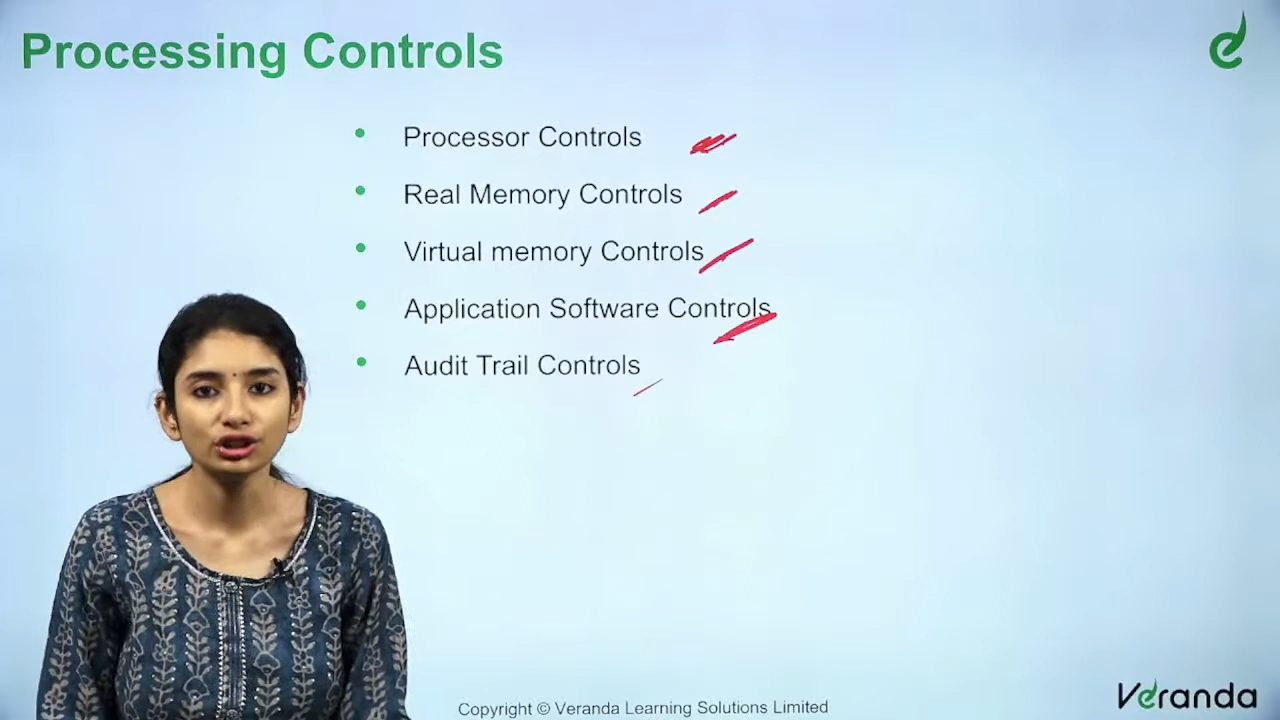 Processing Controls
Processor Controls
Real Memory Controls
Virtual memory Controls
Application Software Controls
Audit Trail Controls
Copyright © Veranda Learning Solutions Limited
Veranda